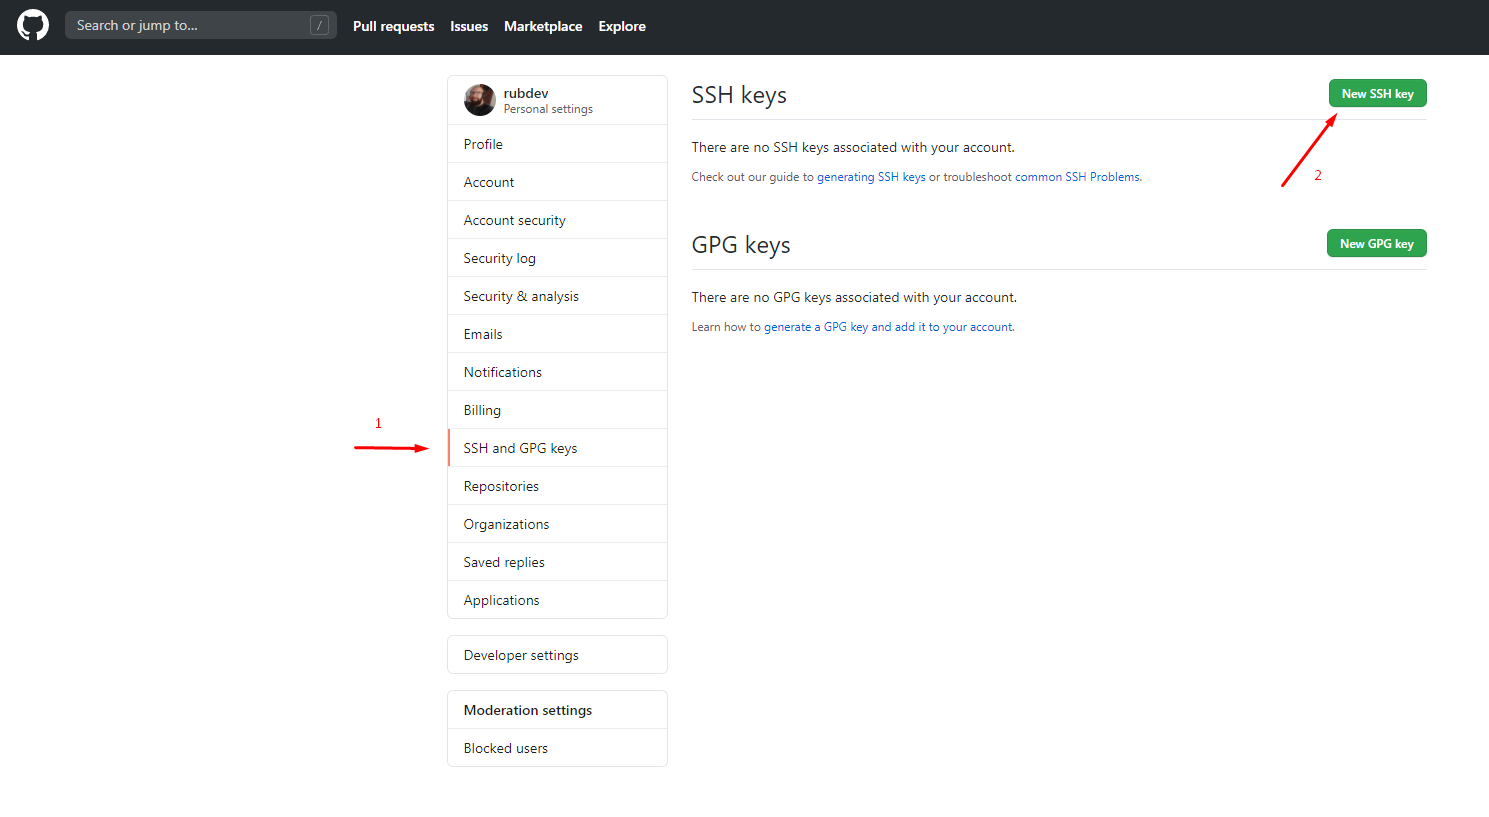 Search or jump to... /
Pull requests Issues Marketplace Explore
rubdev
Personal settings
Profile
Account
Account security
Security log
Security & analysis
Emails
Notifications
Billing
1
SSH and GPG keys
Repositories
Organizations
Saved replies
Applications
Developer settings
Moderation settings
Blocked users
SSH keys
New SSH key
There are no SSH keys associated with your account.
2
Check out our guide to generating SSH keys or troubleshoot common SSH Problems.
GPG keys
New GPG key
There are no GPG keys associated with your account.
Learn how to generate a GPG key and add it to your account.